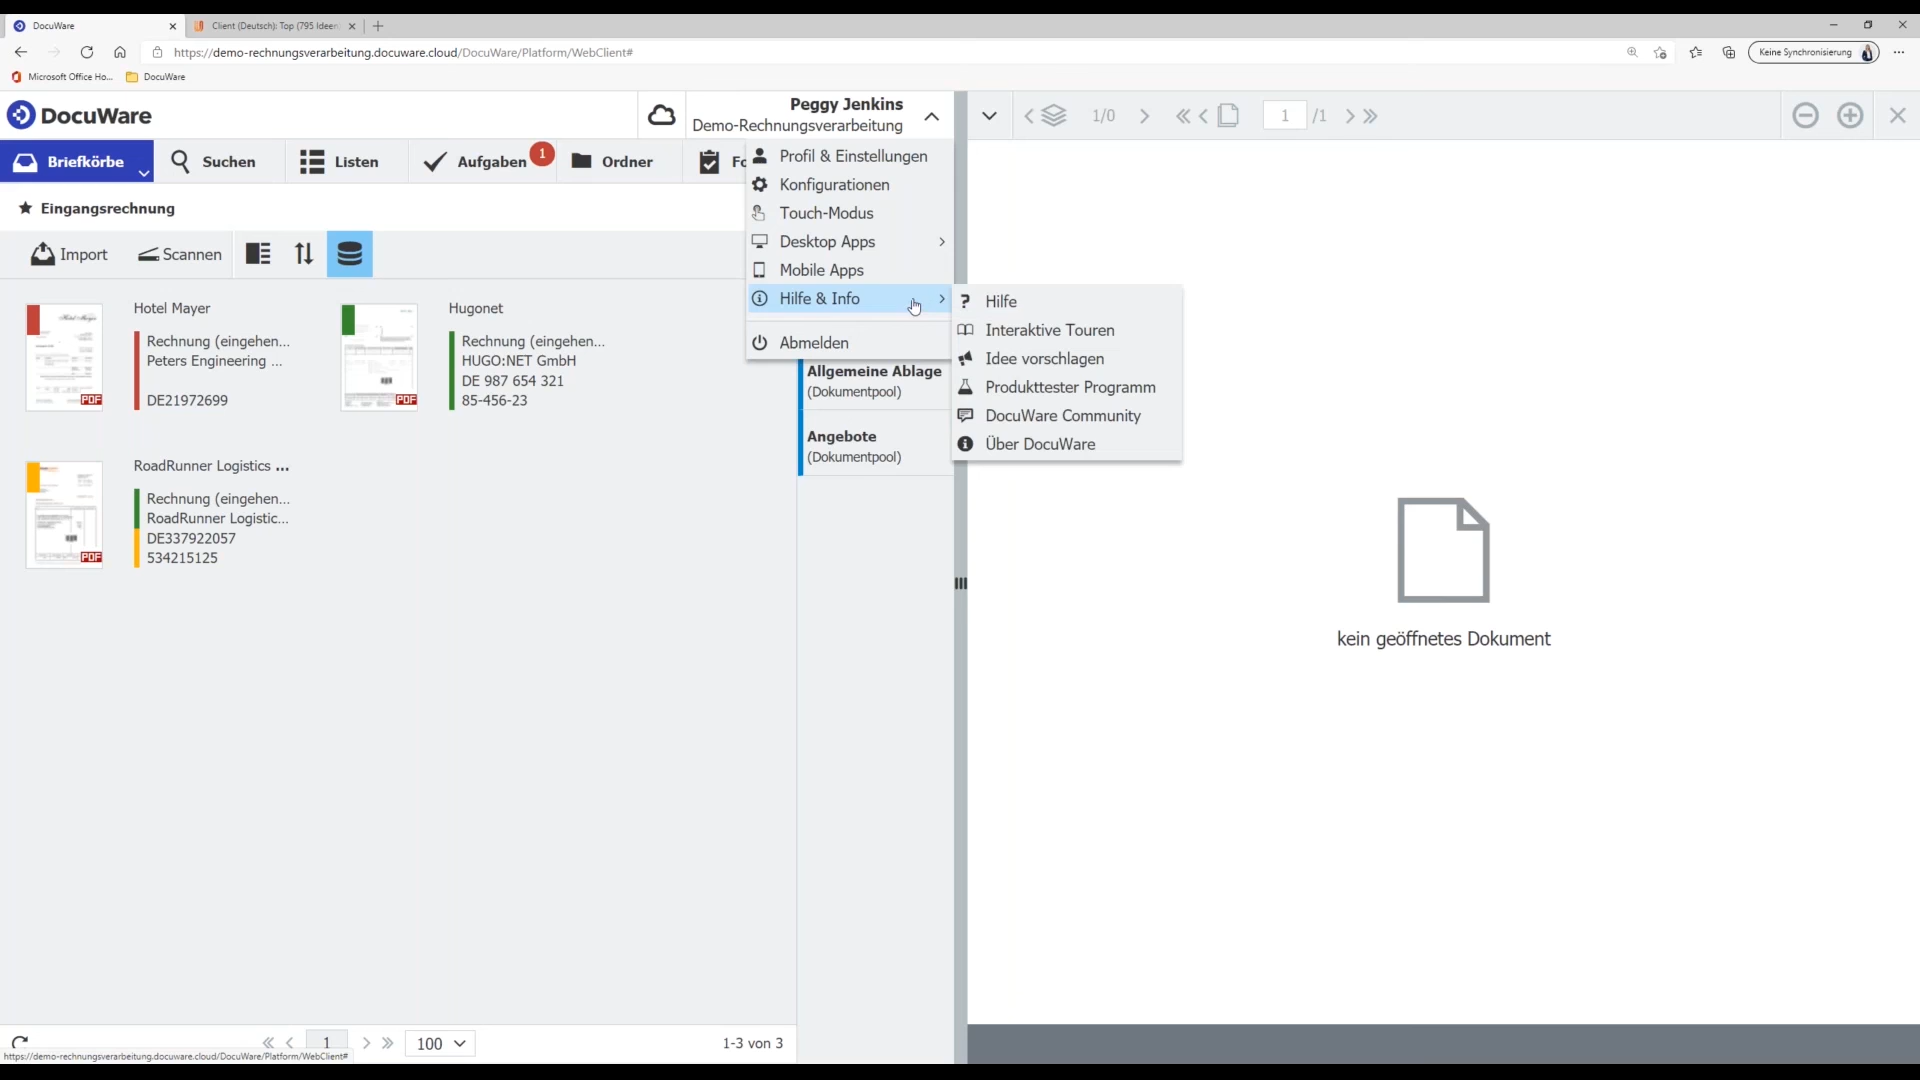 DocuWare
Client (Deutsch): Top (795 Ideen
https://demo-rechnungsverarbeitung.docuware.cloud/DocuWare/Platform/WebClient#
Keine Synchronisierung
Microsoft Office Ho...
DocuWare
DocuWare
Peggy Jenkins
Demo-Rechnungsverarbeitung
1/0
1
/1
Briefkörbe
Suchen
Listen
Aufgaben
1
Ordner
Fo
Profil & Einstellungen
Konfigurationen
Touch-Modus
Desktop Apps
Mobile Apps
Hilfe & Info
Abmelden
Hilfe
Interaktive Touren
Idee vorschlagen
Produkttester Programm
DocuWare Community
Über DocuWare
Eingangsrechnung
Import
Scannen
Hotel Mayer
Rechnung (eingehen...
Peters Engineering ...
DE21972699
PDF
Hugonet
Rechnung (eingehen...
HUGO:NET GmbH
DE 987 654 321
85-456-23
PDF
RoadRunner Logistics ...
Rechnung (eingehen...
RoadRunner Logistic...
DE337922057
534215125
PDF
Allgemeine Ablage
(Dokumentpool)
Angebote
(Dokumentpool)
kein geöffnetes Dokument
1
100
1-3 von 3
https://demo-rechnungsverarbeitung.docuware.cloud/DocuWare/Platform/WebClient#